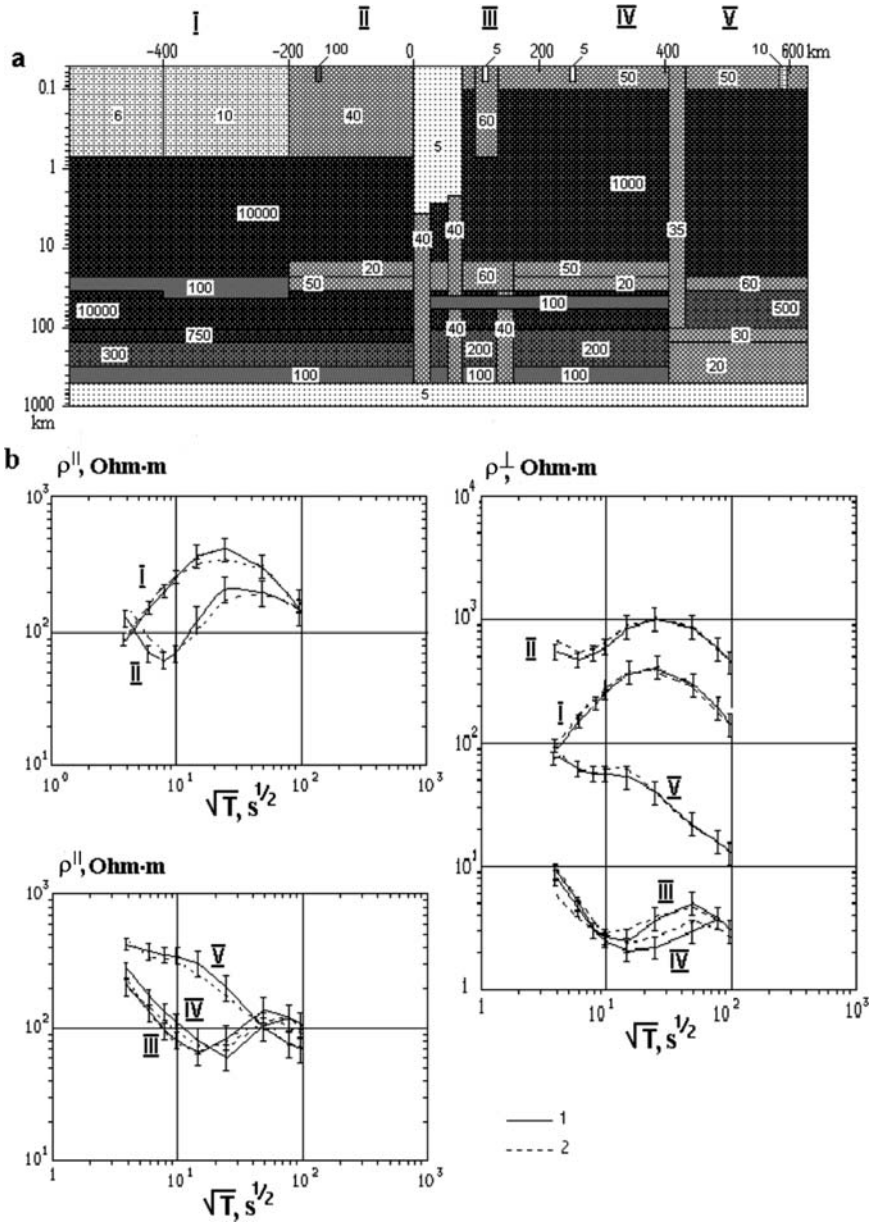 I II III IV V
-400 -200 100 0 5 200 5 400 10 600 km
a
0.1
1
10
100
1000
km
6 10 40 5 60 50 50
10000 1000
40 40 35
20 50
100 50 60 20 60
10000 100 500
750 40 40 30
300 200 200 20
100 100 100
5
b
ρ||, Ohm·m
10³
10²
10¹
I
II
10⁰ 10¹ 10² 10³
√T, s^1/2
ρ⊥, Ohm·m
10⁴
10³
10²
10¹
1
II
I
V
III
IV
1 10¹ 10² 10³
√T, s^1/2
ρ||, Ohm·m
10³
10²
10¹
V
IV
III
1 10¹ 10² 10³
√T, s^1/2
1
2